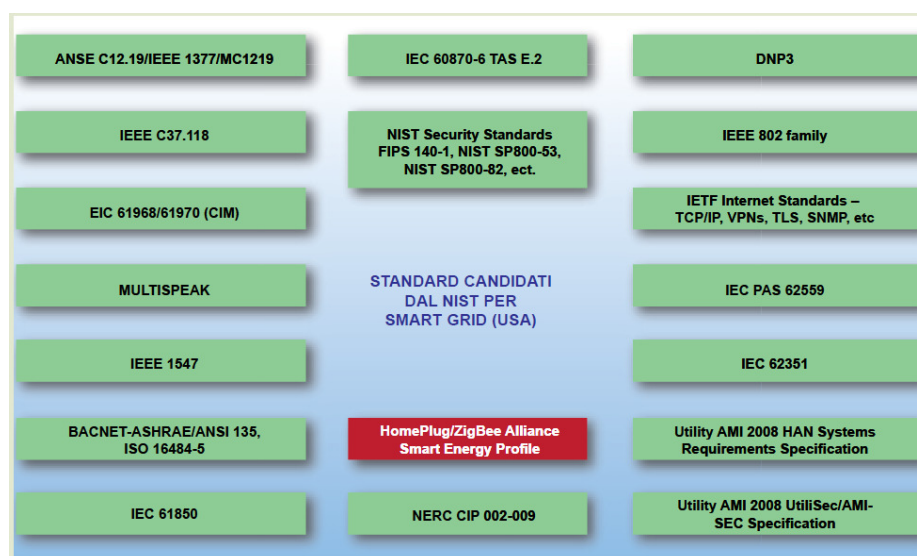 ANSE C12.19/IEEE 1377/MC1219
IEC 60870-6 TAS E.2
DNP3
IEEE C37.118
NIST Security Standards
FIPS 140-1, NIST SP800-53,
NIST SP800-82, ect.
IEEE 802 family
EIC 61968/61970 (CIM)
IETF Internet Standards –
TCP/IP, VPNs, TLS, SNMP, etc
MULTISPEAK
STANDARD CANDIDATI
DAL NIST PER
SMART GRID (USA)
IEC PAS 62559
IEEE 1547
IEC 62351
BACNET-ASHRAE/ANSI 135,
ISO 16484-5
HomePlug/ZigBee Alliance
Smart Energy Profile
Utility AMI 2008 HAN Systems
Requirements Specification
IEC 61850
NERC CIP 002-009
Utility AMI 2008 UtiliSec/AMI-
SEC Specification